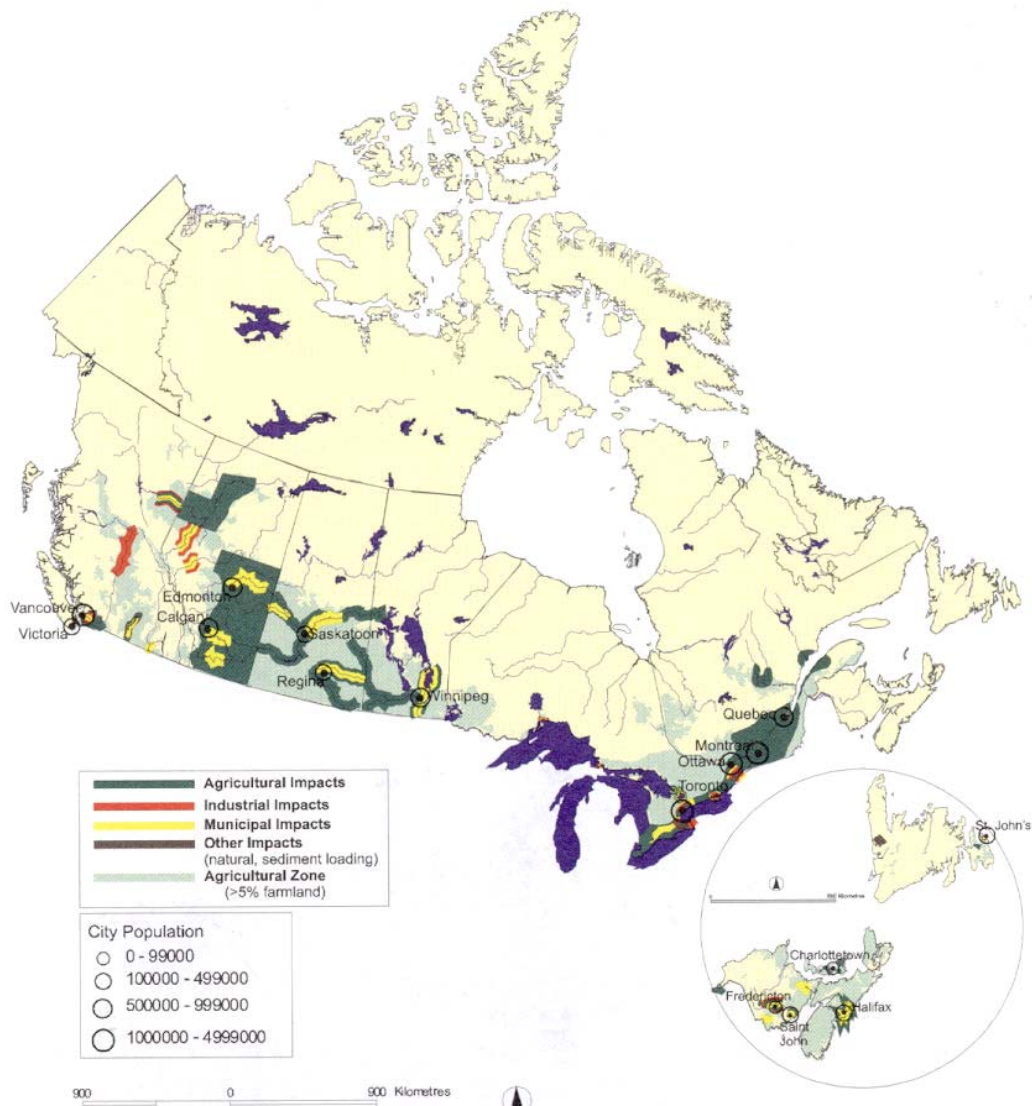 Edmonton
Vancouver
Calgary
Victoria
Saskatoon
Regina
Winnipeg
Quebec
Montreal
Ottawa
Toronto
Agricultural Impacts
Industrial Impacts
Municipal Impacts
Other Impacts
(natural, sediment loading)
Agricultural Zone
(>5% farmland)
City Population
0 - 99000
100000 - 499000
500000 - 999000
1000000 - 4999000
900 0 900 Kilometres
St. John's
Kilometres
Charlottetown
Fredericton
Halifax
Saint
John